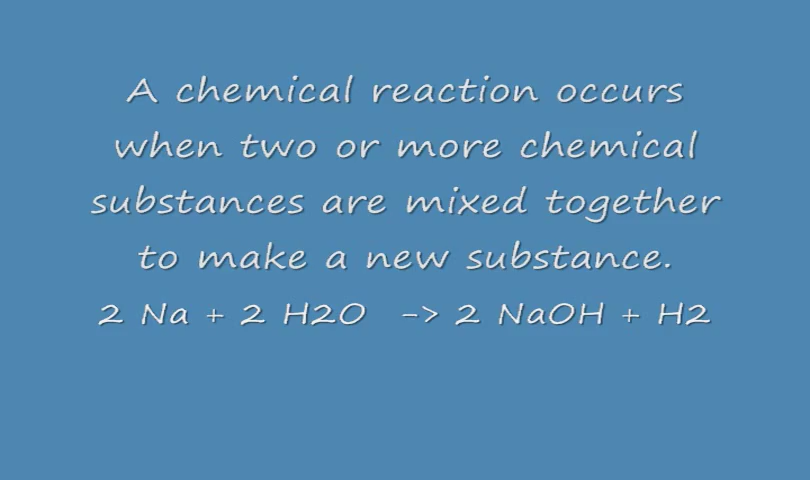 A chemical reaction occurs
when two or more chemical
substances are mixed together
to make a new substance.
2 Na + 2 H2O -> 2 NaOH + H2